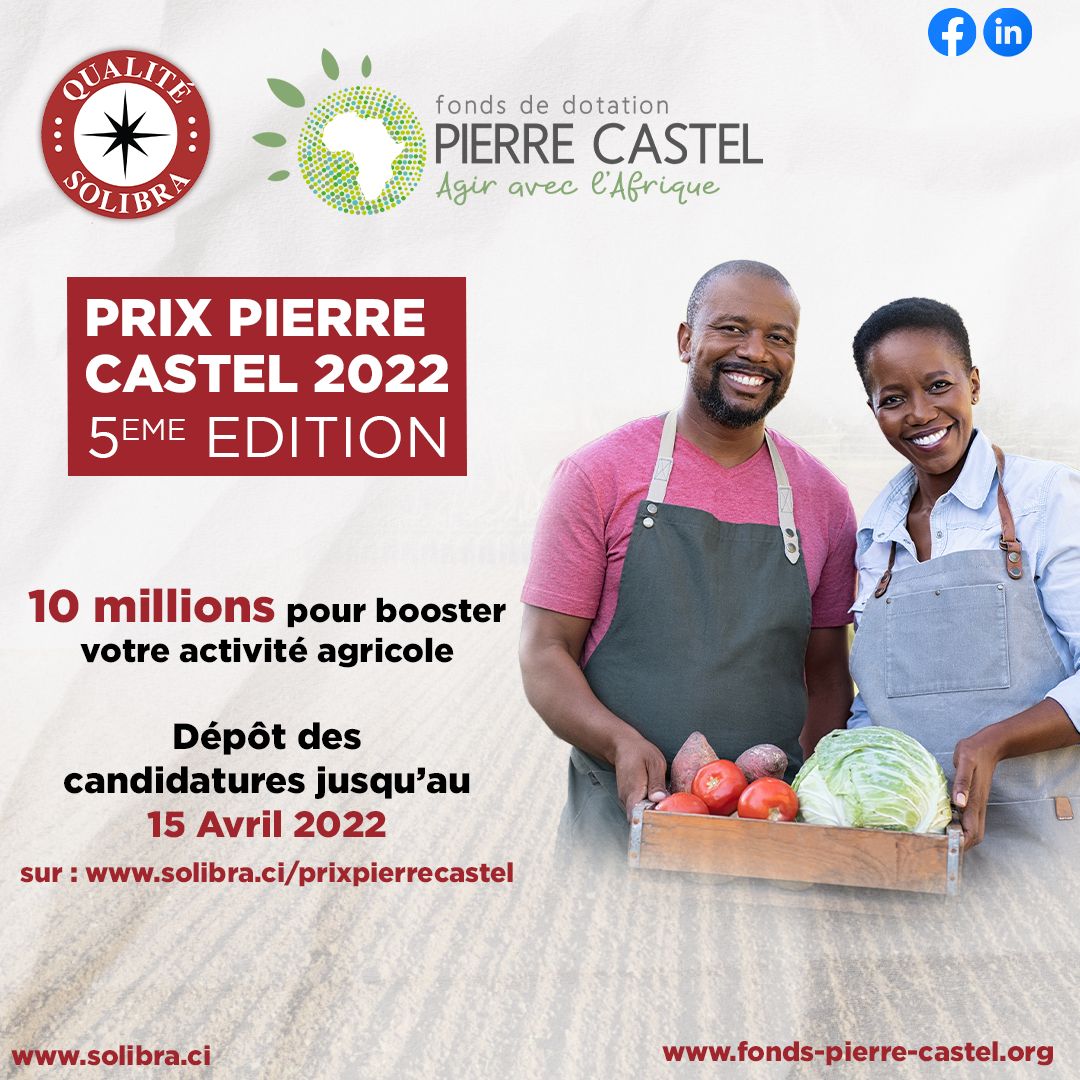 QUALITÉ
SOLIBRA
fonds de dotation
PIERRE CASTEL
Agir avec l'Afrique
f
in
PRIX PIERRE
CASTEL 2022
5EME EDITION
10 millions pour booster
votre activité agricole
Dépôt des
candidatures jusqu'au
15 Avril 2022
sur : www.solibra.ci/prixpierrecastel
www.solibra.ci
www.fonds-pierre-castel.org